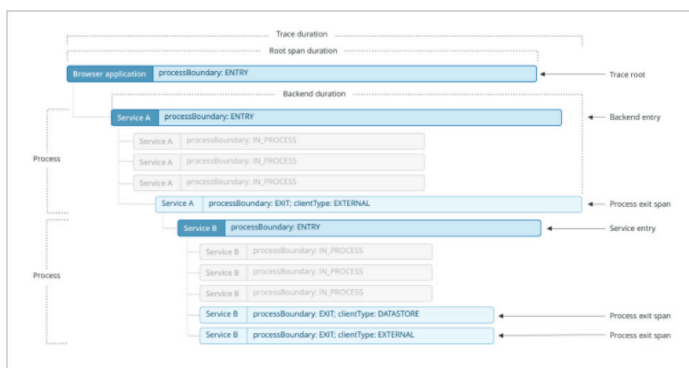 Trace duration
Root span duration
Browser application processBoundary: ENTRY Trace root
Backend duration
Service A processBoundary: ENTRY Backend entry
Service A processBoundary: IN_PROCESS
Process Service A processBoundary: IN_PROCESS
Service A processBoundary: IN_PROCESS
Service A processBoundary: EXIT; clientType: EXTERNAL Process exit span
Service B processBoundary: ENTRY Service entry
Service B processBoundary: IN_PROCESS
Process Service B processBoundary: IN_PROCESS
Service B processBoundary: IN_PROCESS
Service B processBoundary: EXIT; clientType: DATASTORE Process exit span
Service B processBoundary: EXIT; clientType: EXTERNAL Process exit span